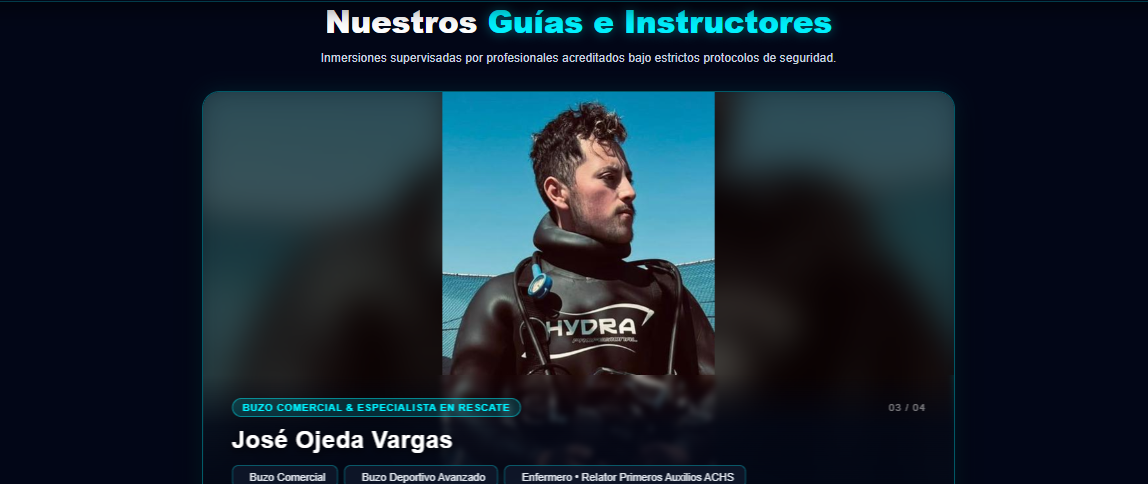 Nuestros Guías e Instructores
Inmersiones supervisadas por profesionales acreditados bajo estrictos protocolos de seguridad.
HYDRA
PROFESSIONAL
BUZO COMERCIAL & ESPECIALISTA EN RESCATE
03 / 04
José Ojeda Vargas
Buzo Comercial
Buzo Deportivo Avanzado
Enfermero • Relator Primeros Auxilios ACHS